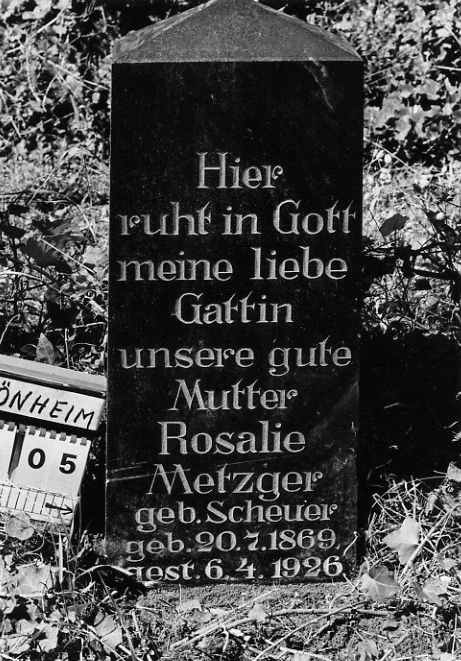 Hier
ruht in Gott
meine liebe
Gattin
unsere gute
Mutter
Rosalie
Metzger
geb. Scheuer
geb. 20.7.1869.
gest. 6.4.1926.
ÖNHEIM
05